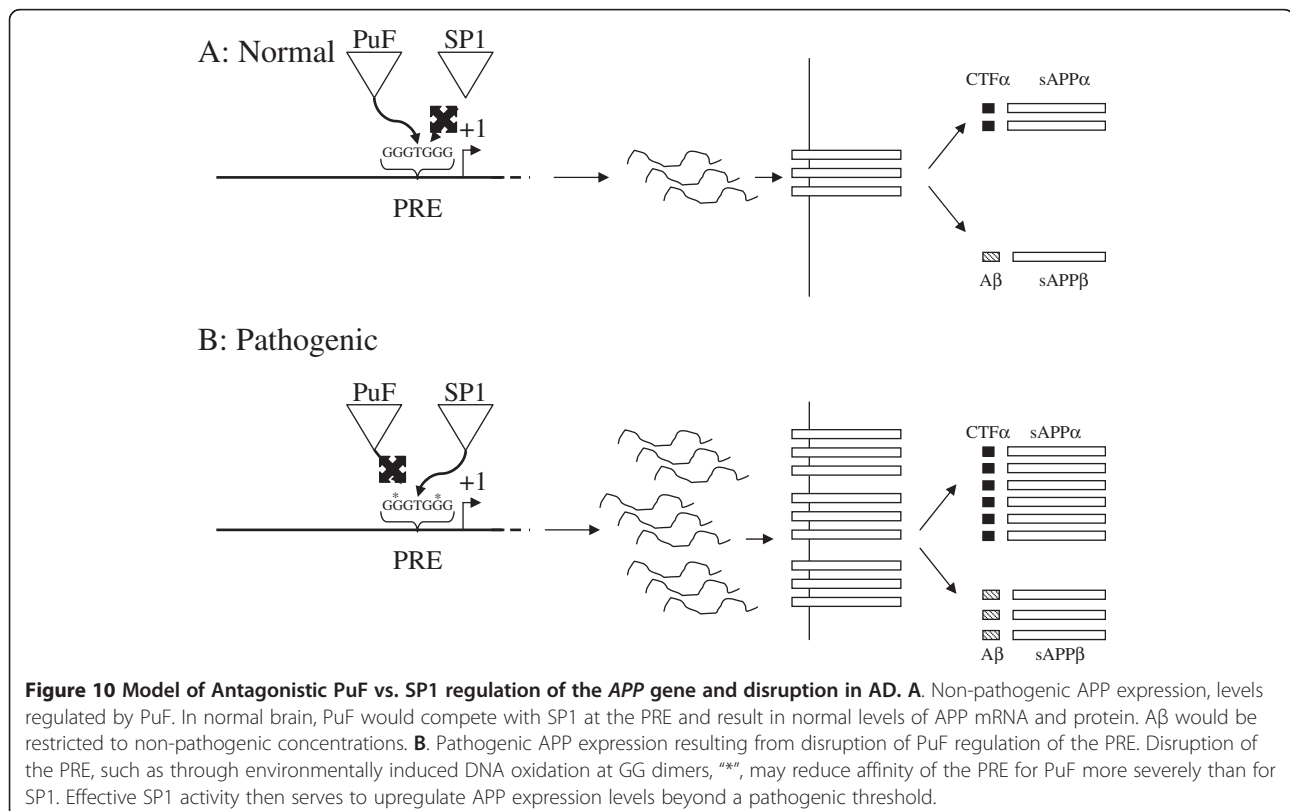 A: Normal
PuF SP1
CTFα sAPPα
+1
GGGTGGG
PRE
Aβ sAPPβ
B: Pathogenic
PuF SP1
CTFα sAPPα
+1
* *
GGGTGGG
PRE
Aβ sAPPβ
Figure 10 Model of Antagonistic PuF vs. SP1 regulation of the APP gene and disruption in AD. A. Non-pathogenic APP expression, levels
regulated by PuF. In normal brain, PuF would compete with SP1 at the PRE and result in normal levels of APP mRNA and protein. Aβ would be
restricted to non-pathogenic concentrations. B. Pathogenic APP expression resulting from disruption of PuF regulation of the PRE. Disruption of
the PRE, such as through environmentally induced DNA oxidation at GG dimers, “*”, may reduce affinity of the PRE for PuF more severely than for
SP1. Effective SP1 activity then serves to upregulate APP expression levels beyond a pathogenic threshold.